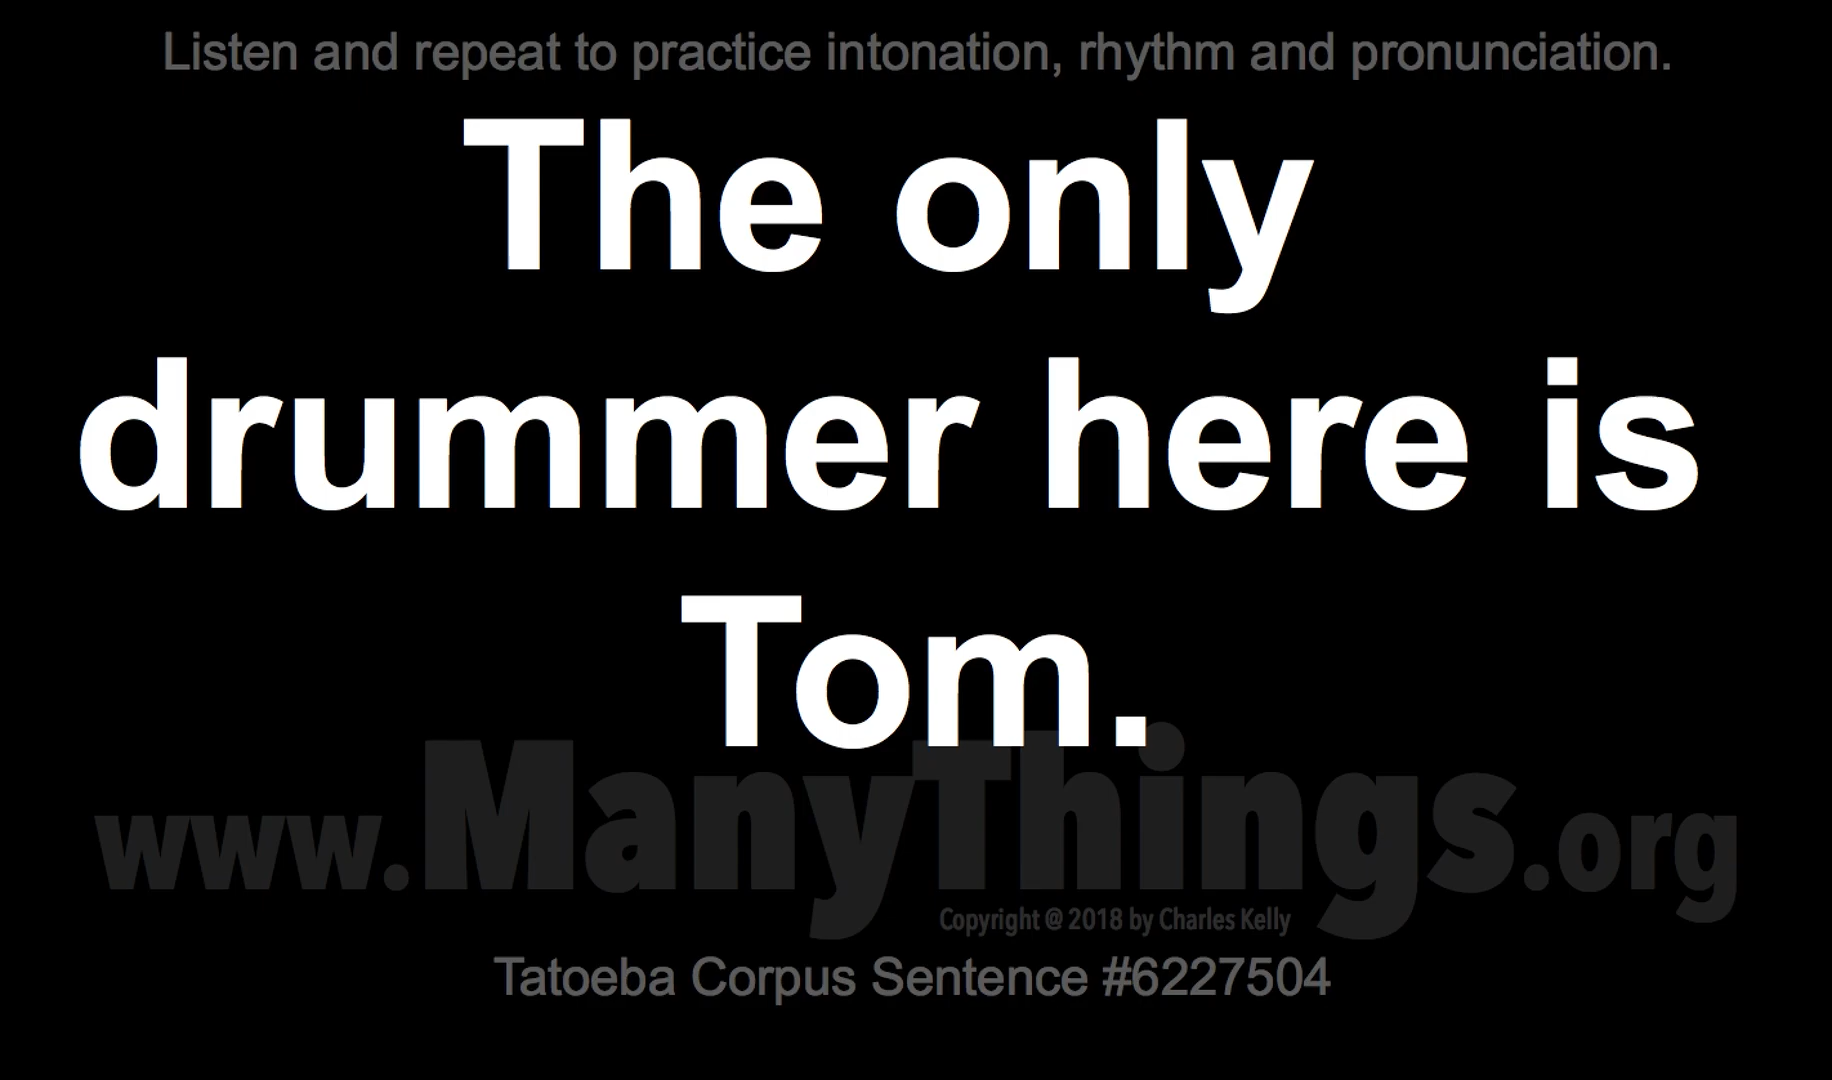 Listen and repeat to practice intonation, rhythm and pronunciation.
The only
drummer here is
Tom.
www.ManyThings.org
Copyright @ 2018 by Charles Kelly
Tatoeba Corpus Sentence #6227504